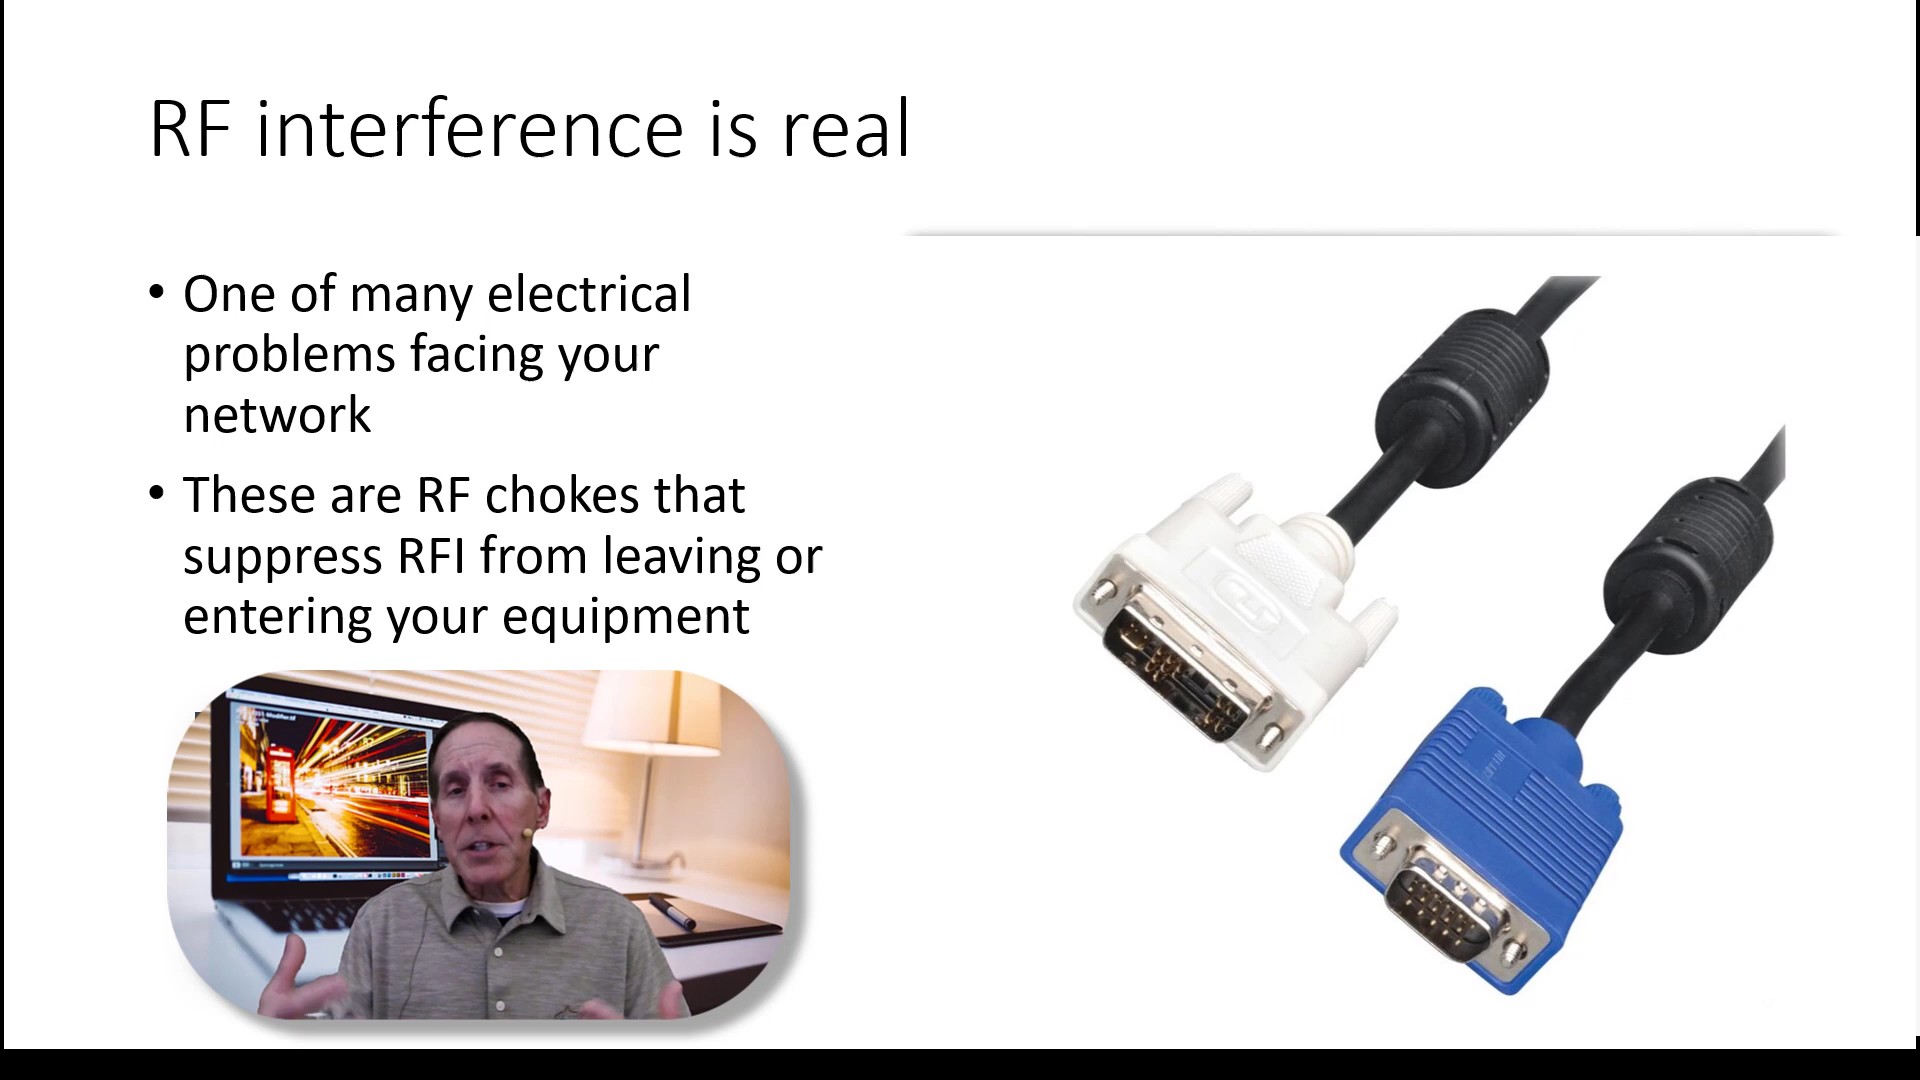 RF interference is real
• One of many electrical
problems facing your
network
• These are RF chokes that
suppress RFI from leaving or
entering your equipment